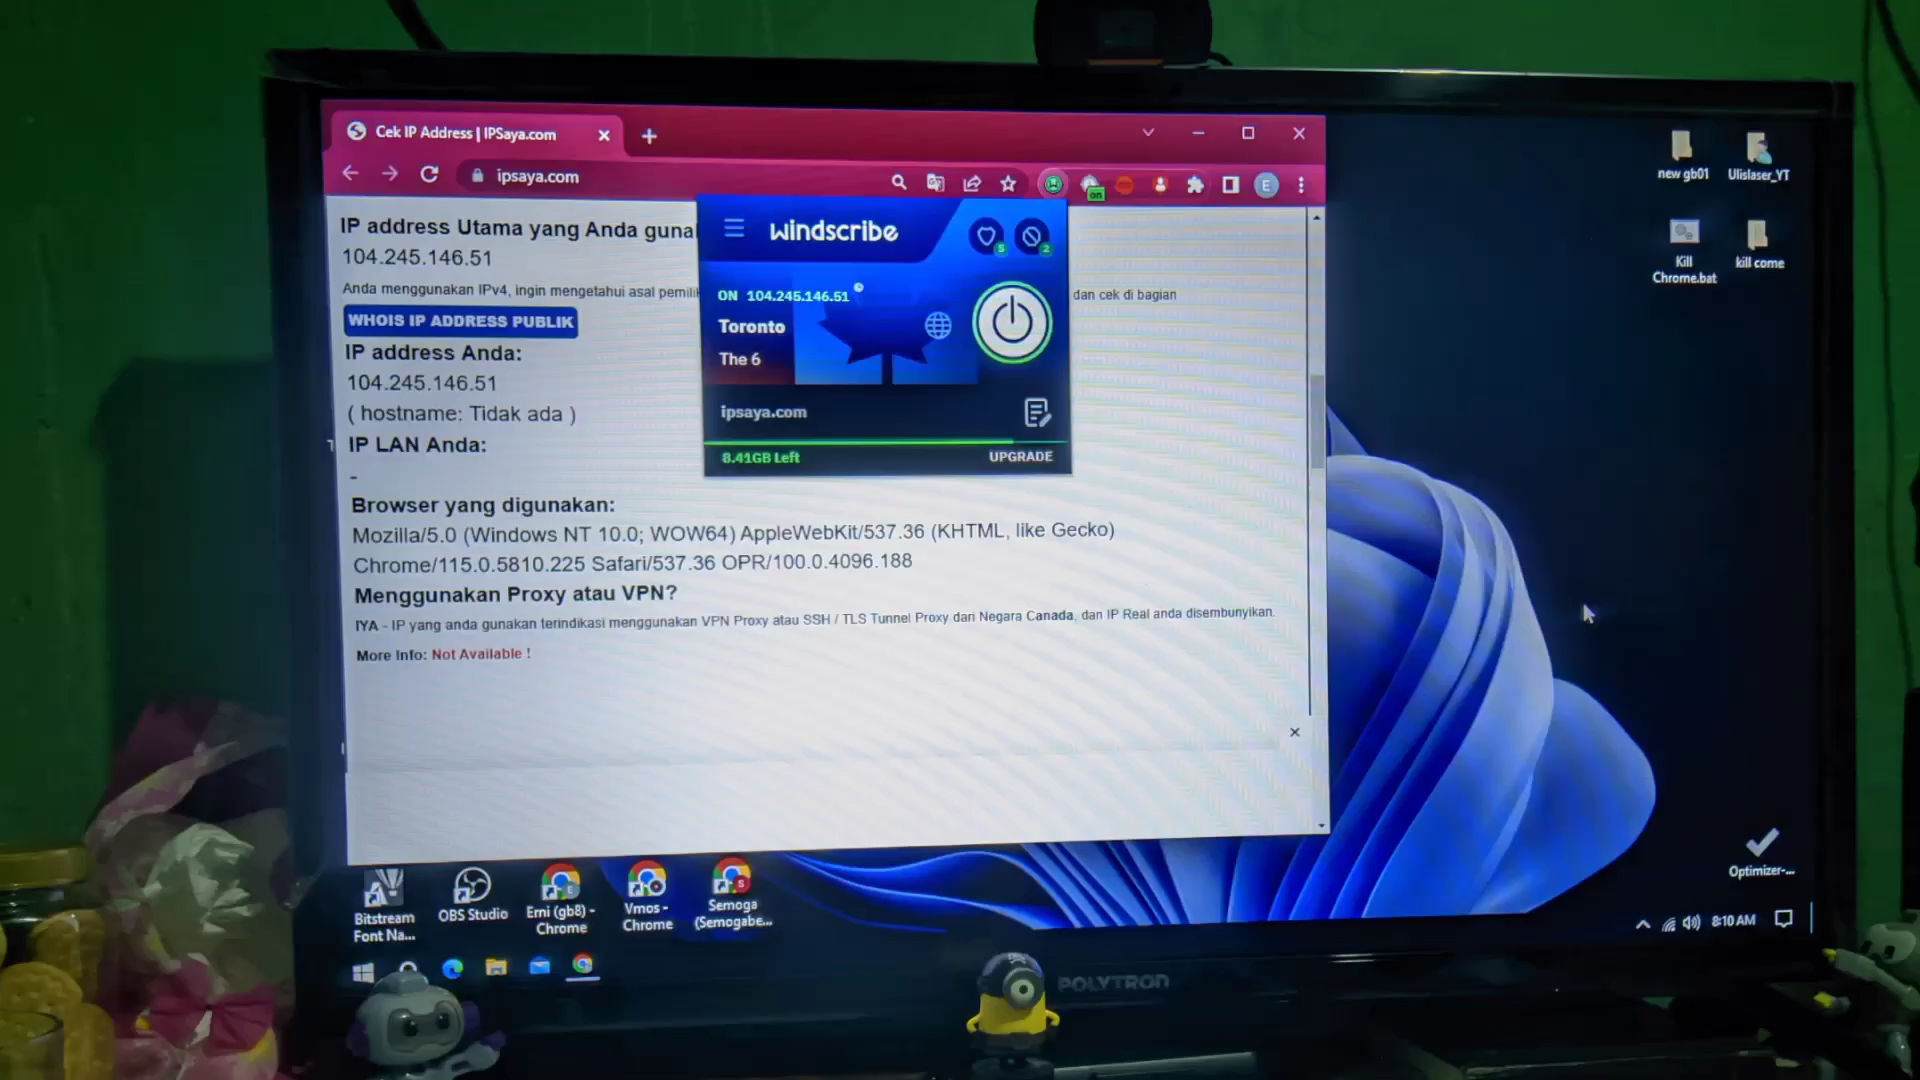 Cek IP Address | IPSaya.com
ipsaya.com
on
E
IP address Utama yang Anda
104.245.146.51
Anda menggunakan IPv4, ingin mengetahui asal
dan cek di bagian
WHOIS IP ADDRESS PUBLIK
IP address Anda:
104.245.146.51
( hostname: Tidak ada )
IP LAN Anda:
-
Browser yang digunakan:
Mozilla/5.0 (Windows NT 10.0; WOW64) AppleWebKit/537.36 (KHTML, like Gecko)
Chrome/115.0.5810.225 Safari/537.36 OPR/100.0.4096.188
Menggunakan Proxy atau VPN?
IYA - IP yang anda gunakan terindikasi menggunakan VPN Proxy atau SSH / TLS Tunnel Proxy dari Negara Canada, dan IP Real anda disembunyikan.
More Info: Not Available !
windscribe
5
2
ON 104.245.146.51
Toronto
The 6
ipsaya.com
8.41GB Left
UPGRADE
new gb01
Ulislaser_YT
Kill
Chrome.bat
kill come
Optimizer-...
Bitstream
Font Na...
OBS Studio
Erni (gb8) -
Chrome
Vmos -
Chrome
Semoga
(Semogabe...
8:10 AM
POLYTRON